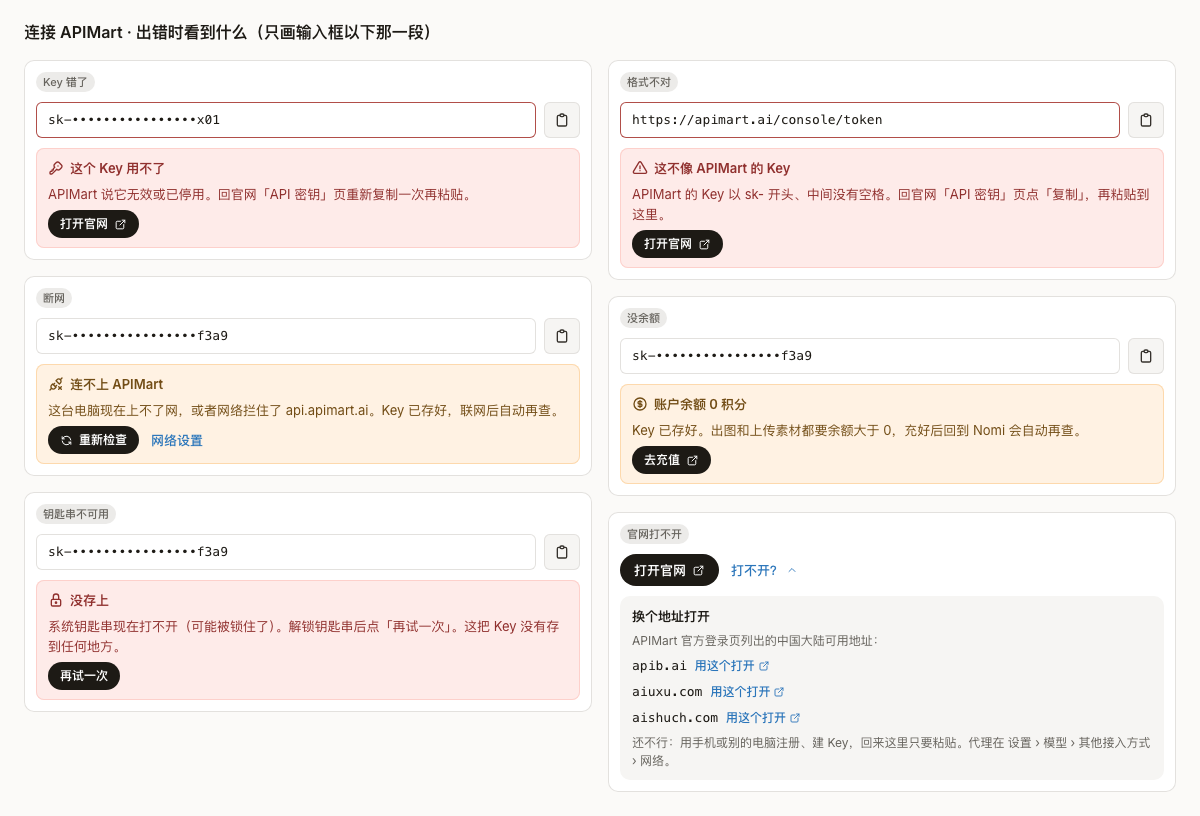 连接 APIMart · 出错时看到什么（只画输入框以下那一段）
Key 错了
sk-••••••••••••••••x01
这个 Key 用不了
APIMart 说它无效或已停用。回官网「API 密钥」页重新复制一次再粘贴。
打开官网
断网
sk-••••••••••••••••f3a9
连不上 APIMart
这台电脑现在上不了网，或者网络拦住了 api.apimart.ai。Key 已存好，联网后自动再查。
重新检查 网络设置
钥匙串不可用
sk-••••••••••••••••f3a9
没存上
系统钥匙串现在打不开（可能被锁住了）。解锁钥匙串后点「再试一次」。这把 Key 没有存
到任何地方。
再试一次
格式不对
https://apimart.ai/console/token
这不像 APIMart 的 Key
APIMart 的 Key 以 sk- 开头、中间没有空格。回官网「API 密钥」页点「复制」，再粘贴到
这里。
打开官网
没余额
sk-••••••••••••••••f3a9
账户余额 0 积分
Key 已存好。出图和上传素材都要余额大于 0，充好后回到 Nomi 会自动再查。
去充值
官网打不开
打开官网 打不开?
换个地址打开
APIMart 官方登录页列出的中国大陆可用地址：
apib.ai 用这个打开
aiuxu.com 用这个打开
aishuch.com 用这个打开
还不行：用手机或别的电脑注册、建 Key，回来这里只要粘贴。代理在 设置 › 模型 › 其他接入方式
› 网络。